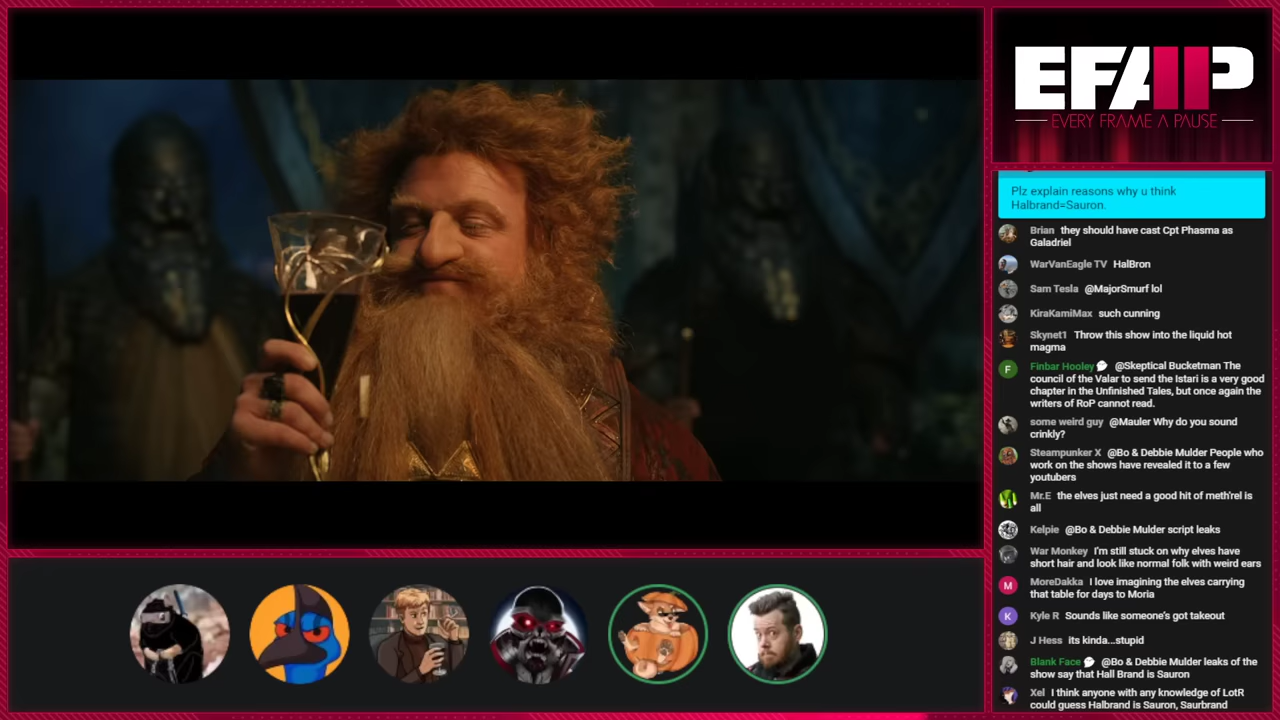 EFAP
EVERY FRAME A PAUSE
Plz explain reasons why u think
Halbrand=Sauron.
Brian they should have cast Cpt Phasma as
Galadriel
WarVanEagle TV HalBron
Sam Tesla @MajorSmurf lol
KiraKamiMax such cunning
Skynet1 Throw this show into the liquid hot
magma
F Finbar Hooley @Skeptical Bucketman The
council of the Valar to send the Istari is a very good
chapter in the Unfinished Tales, but once again the
writers of RoP cannot read.
some weird guy @Mauler Why do you sound
crinkly?
Steampunker X @Bo & Debbie Mulder People who
work on the shows have revealed it to a few
youtubers
Mr.E the elves just need a good hit of meth'rel is
all
Kelpie @Bo & Debbie Mulder script leaks
War Monkey I'm still stuck on why elves have
short hair and look like normal folk with weird ears
M MoreDakka I love imagining the elves carrying
that table for days to Moria
K Kyle R Sounds like someone's got takeout
J Hess its kinda...stupid
Blank Face @Bo & Debbie Mulder leaks of the
show say that Hall Brand is Sauron
Xel I think anyone with any knowledge of LotR
could guess Halbrand is Sauron, Saurbrand